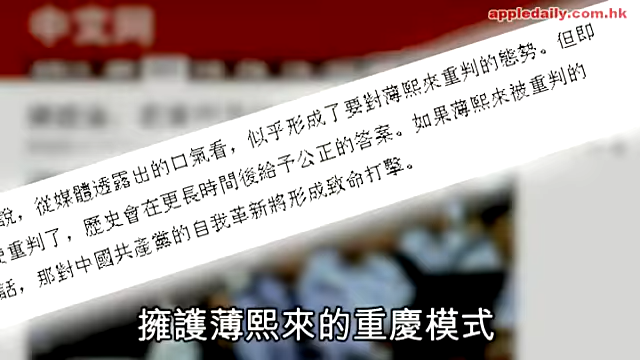 appledaily.com.hk
中文网
說，從媒體透露出的口氣看，似乎形成了要對薄熙來重判的態勢。但即
使重判了，歷史會在更長時間後給予公正的答案。如果薄熙來被重判的
話，那對中國共產黨的自我革新將形成致命打擊。
擁護薄熙來的重慶模式